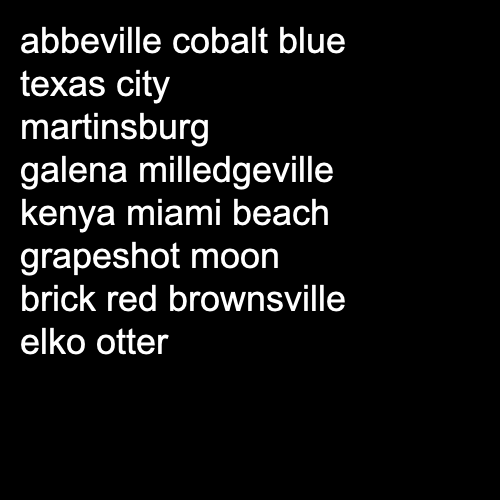 abbeville cobalt blue
texas city
martinsburg
galena milledgeville
kenya miami beach
grapeshot moon
brick red brownsville
elko otter